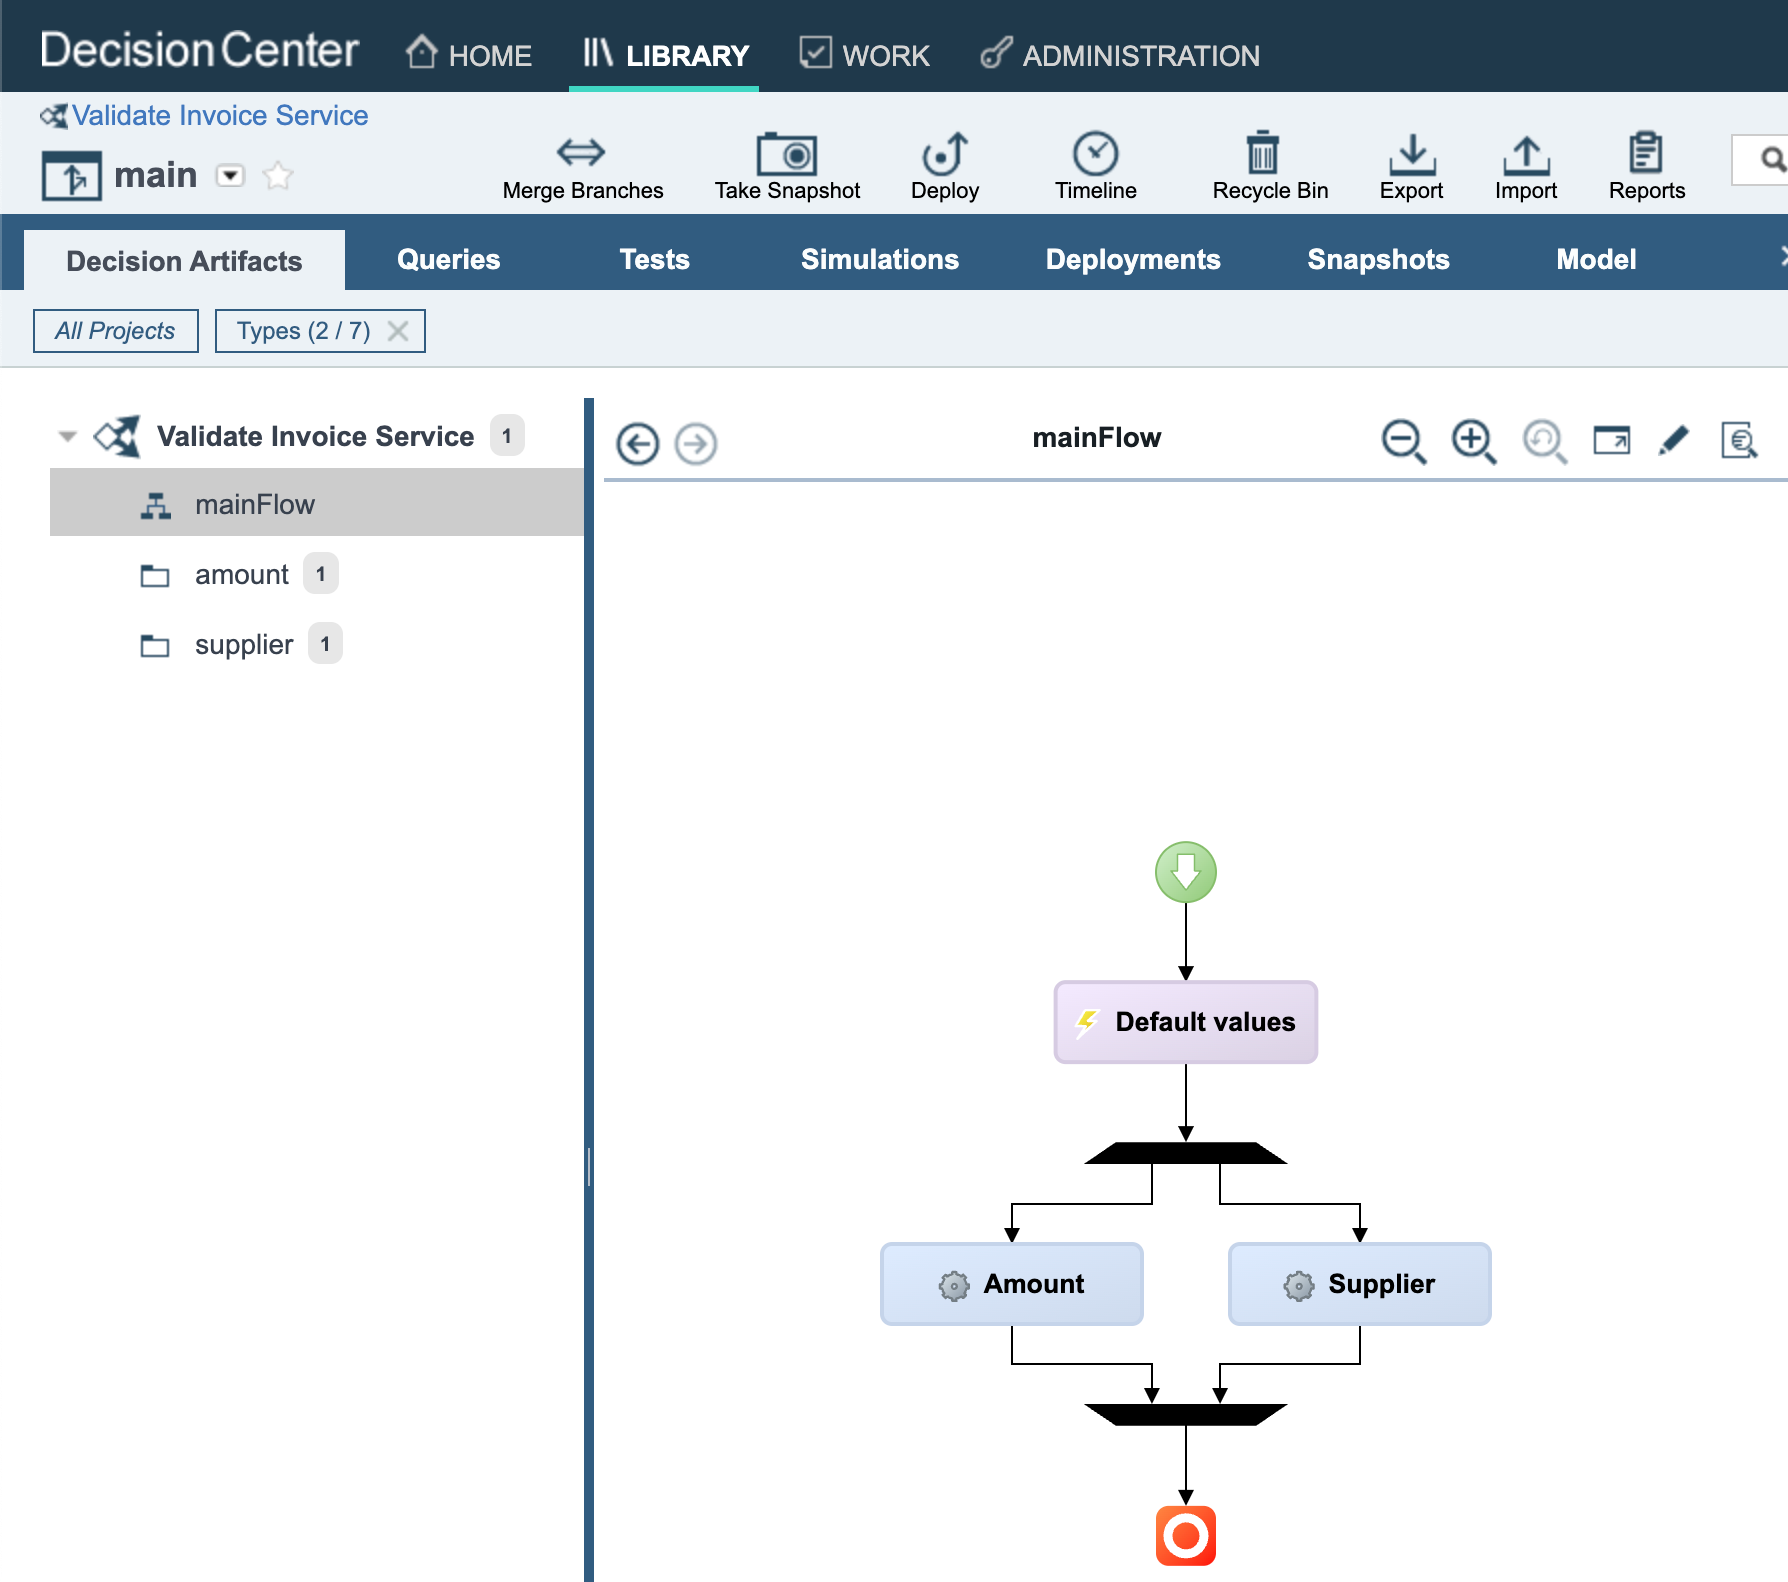 Decision Center HOME LIBRARY WORK ADMINISTRATION
Validate Invoice Service
main
Merge Branches Take Snapshot Deploy Timeline Recycle Bin Export Import Reports
Decision Artifacts Queries Tests Simulations Deployments Snapshots Model
All Projects Types (2 / 7)
Validate Invoice Service 1
mainFlow
amount 1
supplier 1
mainFlow
Default values
Amount Supplier